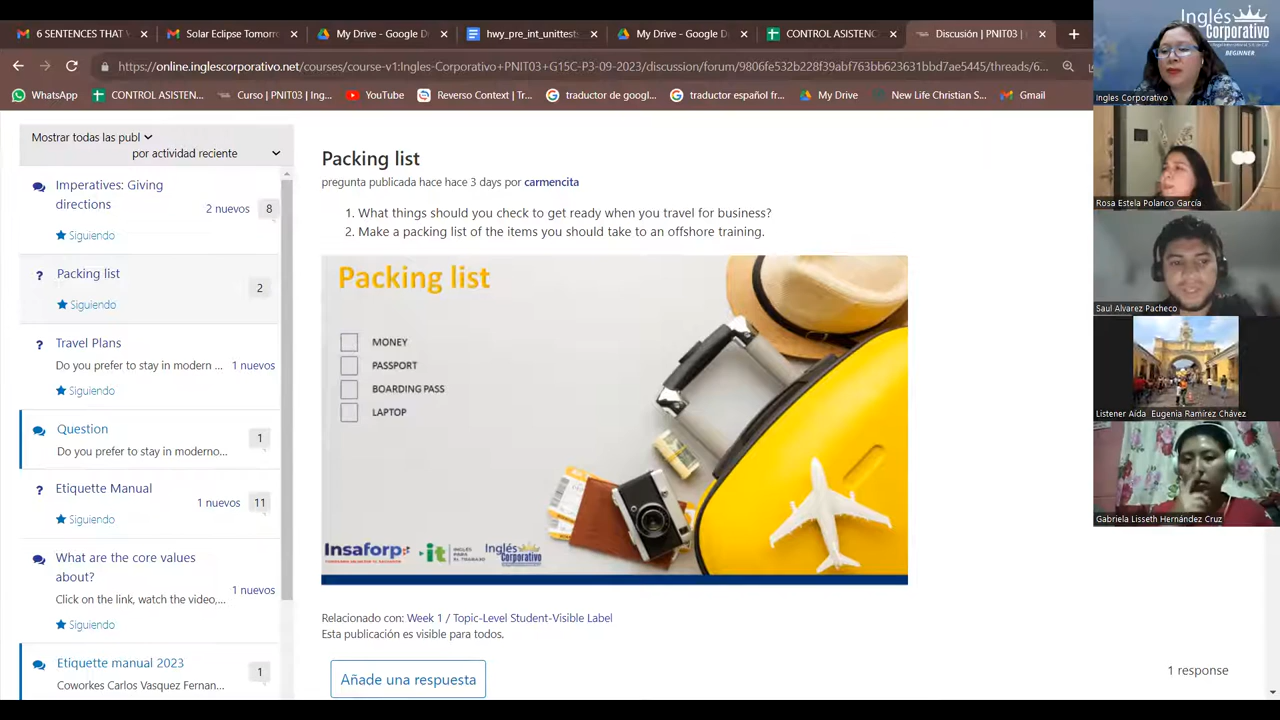 6 SENTENCES THAT
Solar Eclipse Tomorr
My Drive - Google D
hwy_pre_int_unittests
My Drive - Google D
CONTROL ASISTENC
Discusión | PNIT03 |
https://online.inglescorporativo.net/courses/course-v1:Ingles-Corporativo+PNIT03+G15C-P3-09-2023/discussion/forum/9806fe532b228f39abf763bb623631bbd7ae5445/threads/6...
WhatsApp
CONTROL ASISTEN...
Curso | PNIT03 | Ing...
YouTube
Reverso Context | Tr...
traductor de googl...
traductor español fr...
My Drive
New Life Christian S...
Gmail
Mostrar todas las publ
por actividad reciente
Imperatives: Giving
directions
2 nuevos 8
Siguiendo
Packing list
2
Siguiendo
Travel Plans
Do you prefer to stay in modern ... 1 nuevos
Siguiendo
Question
1
Do you prefer to stay in moderno...
Etiquette Manual
1 nuevos 11
Siguiendo
What are the core values
about?
1 nuevos
Click on the link, watch the video,...
Siguiendo
Etiquette manual 2023
1
Coworkes Carlos Vasquez Fernan...
Packing list
pregunta publicada hace hace 3 days por carmencita
1. What things should you check to get ready when you travel for business?
2. Make a packing list of the items you should take to an offshore training.
Packing list
MONEY
PASSPORT
BOARDING PASS
LAPTOP
Insaforp
it
INGLÉS
PARA
EL TRABAJO
Inglés
Corporativo
Relacionado con: Week 1 / Topic-Level Student-Visible Label
Esta publicación es visible para todos.
Añade una respuesta
1 response
Inglés
Corporativo
BEGINNER
Ingles Corporativo
Rosa Estela Polanco García
Saul Alvarez Pacheco
Listener Aída Eugenia Ramírez Chávez
Gabriela Lisseth Hernández Cruz